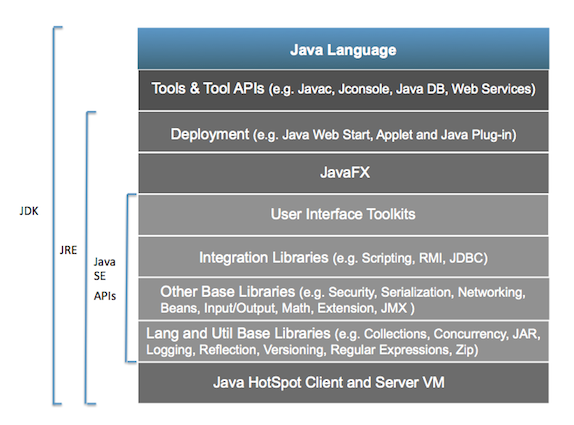 Java Language
Tools & Tool APIs (e.g. Javac, Jconsole, Java DB, Web Services)
Deployment (e.g. Java Web Start, Applet and Java Plug-in)
JavaFX
User Interface Toolkits
Integration Libraries (e.g. Scripting, RMI, JDBC)
Other Base Libraries (e.g. Security, Serialization, Networking,
Beans, Input/Output, Math, Extension, JMX )
Lang and Util Base Libraries (e.g. Collections, Concurrency, JAR,
Logging, Reflection, Versioning, Regular Expressions, Zip)
Java HotSpot Client and Server VM
JDK
JRE
Java
SE
APIs